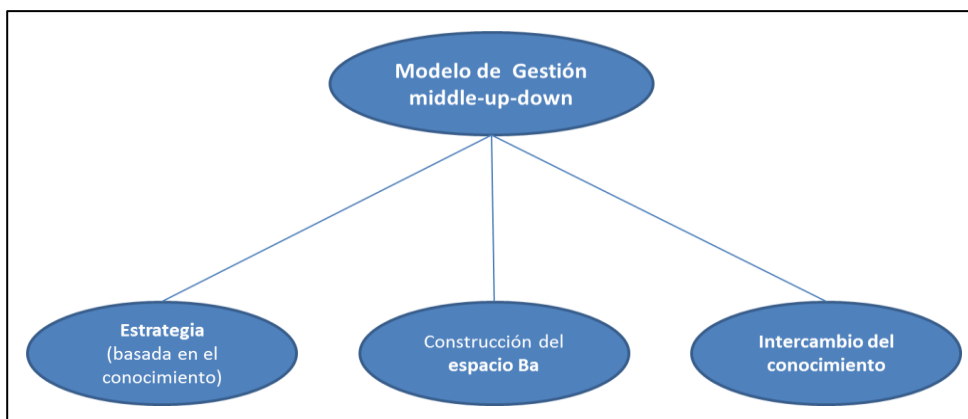 Modelo de Gestión
middle-up-down
Estrategia
(basada en el
conocimiento)
Construcción del
espacio Ba
Intercambio del
conocimiento